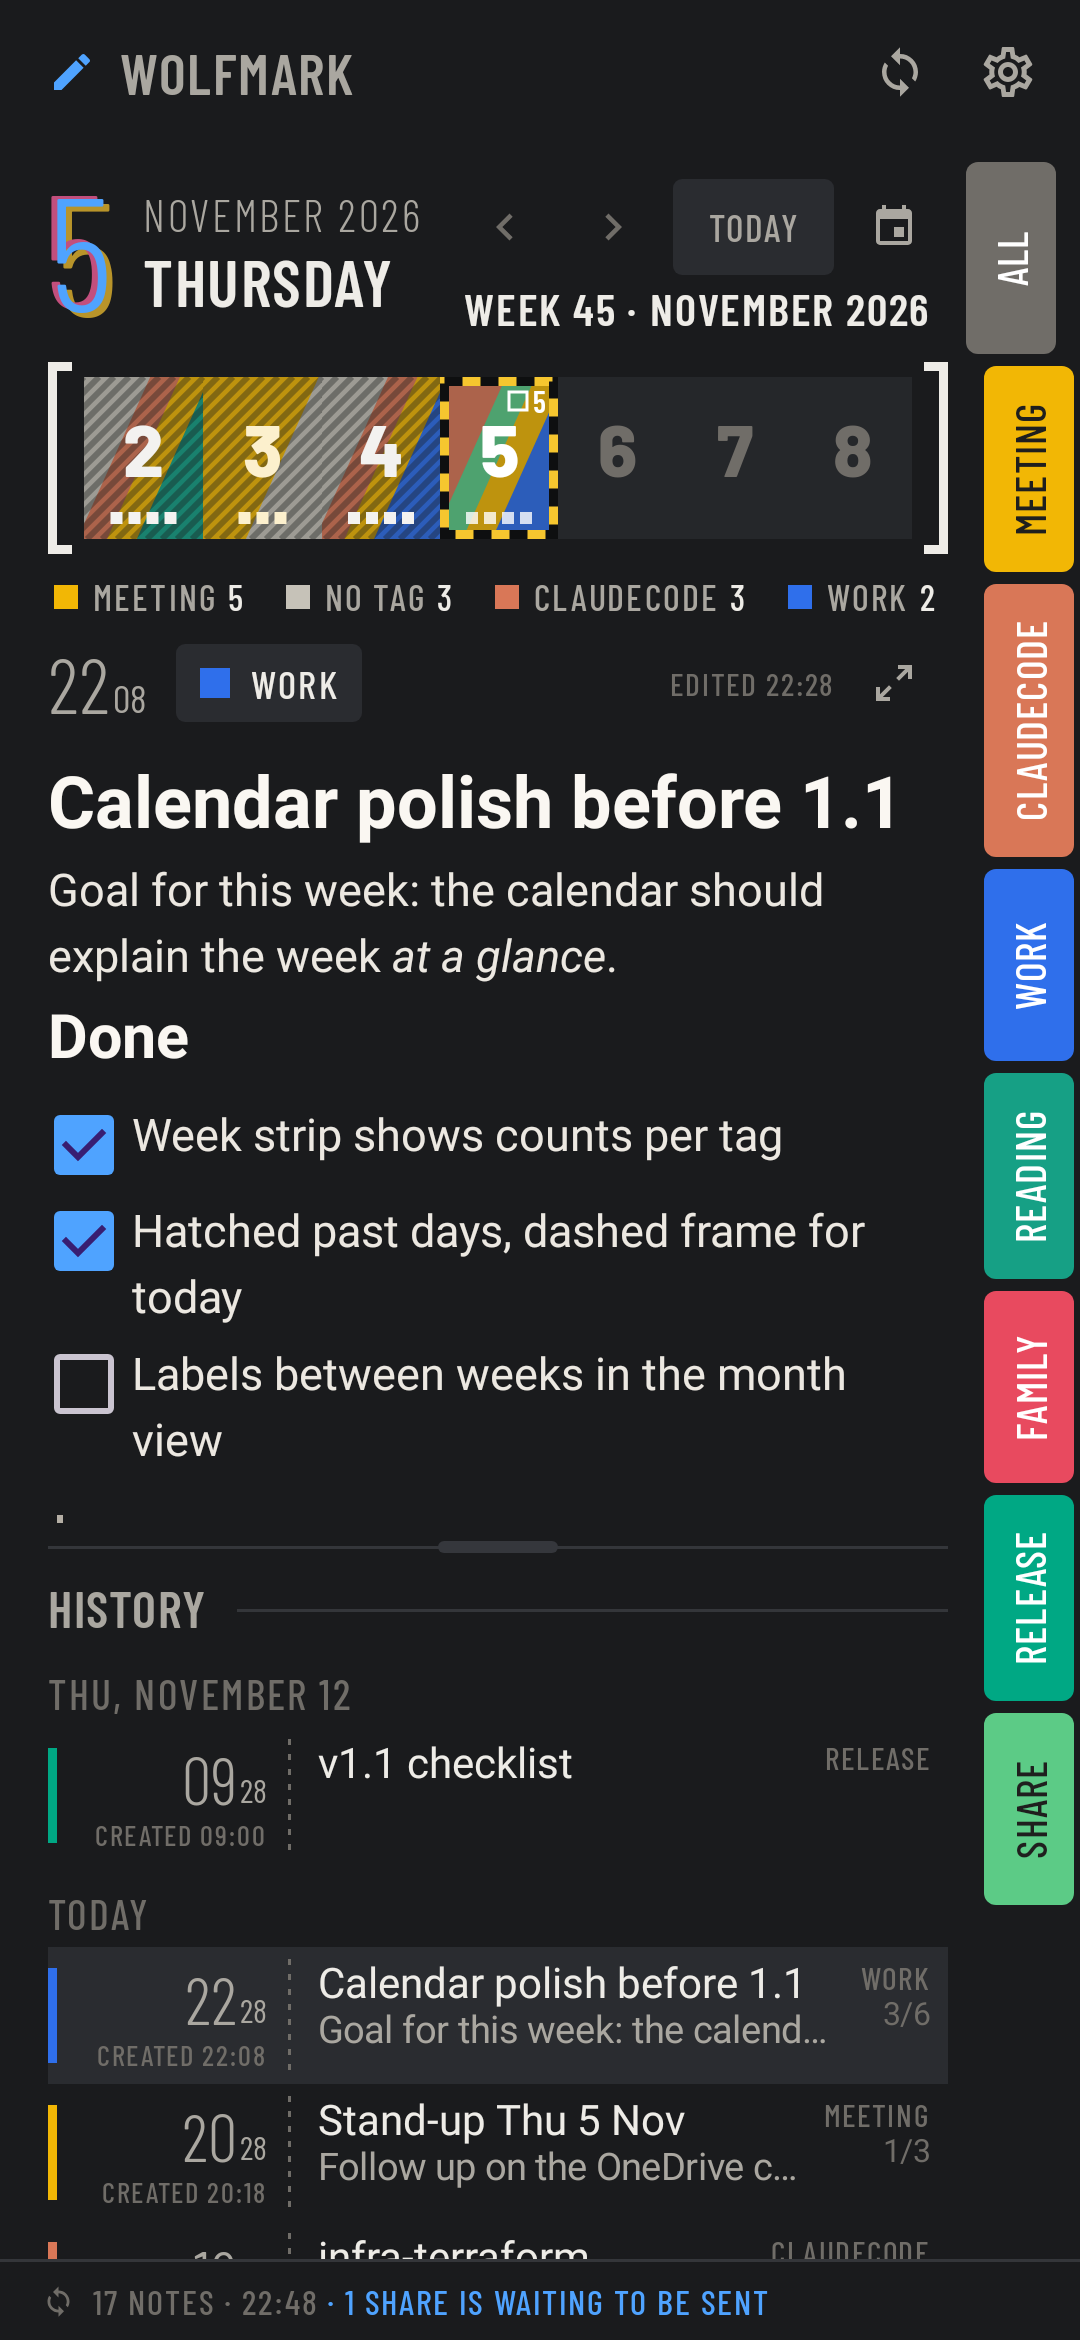 WOLFMARK
5
NOVEMBER 2026
THURSDAY
TODAY
WEEK 45 · NOVEMBER 2026
5
2 3 4 5 6 7 8
MEETING 5 NO TAG 3 CLAUDECODE 3 WORK 2
22 08 WORK EDITED 22:28
Calendar polish before 1.1
Goal for this week: the calendar should
explain the week at a glance.
Done
Week strip shows counts per tag
Hatched past days, dashed frame for
today
Labels between weeks in the month
view
HISTORY
THU, NOVEMBER 12
09 28 v1.1 checklist RELEASE
CREATED 09:00
TODAY
22 28 Calendar polish before 1.1 WORK
Goal for this week: the calend... 3/6
CREATED 22:08
20 28 Stand-up Thu 5 Nov MEETING
Follow up on the OneDrive c... 1/3
CREATED 20:18
infra-terraform CLAUDECODE
17 NOTES · 22:48 · 1 SHARE IS WAITING TO BE SENT
ALL
MEETING
CLAUDECODE
WORK
READING
FAMILY
RELEASE
SHARE